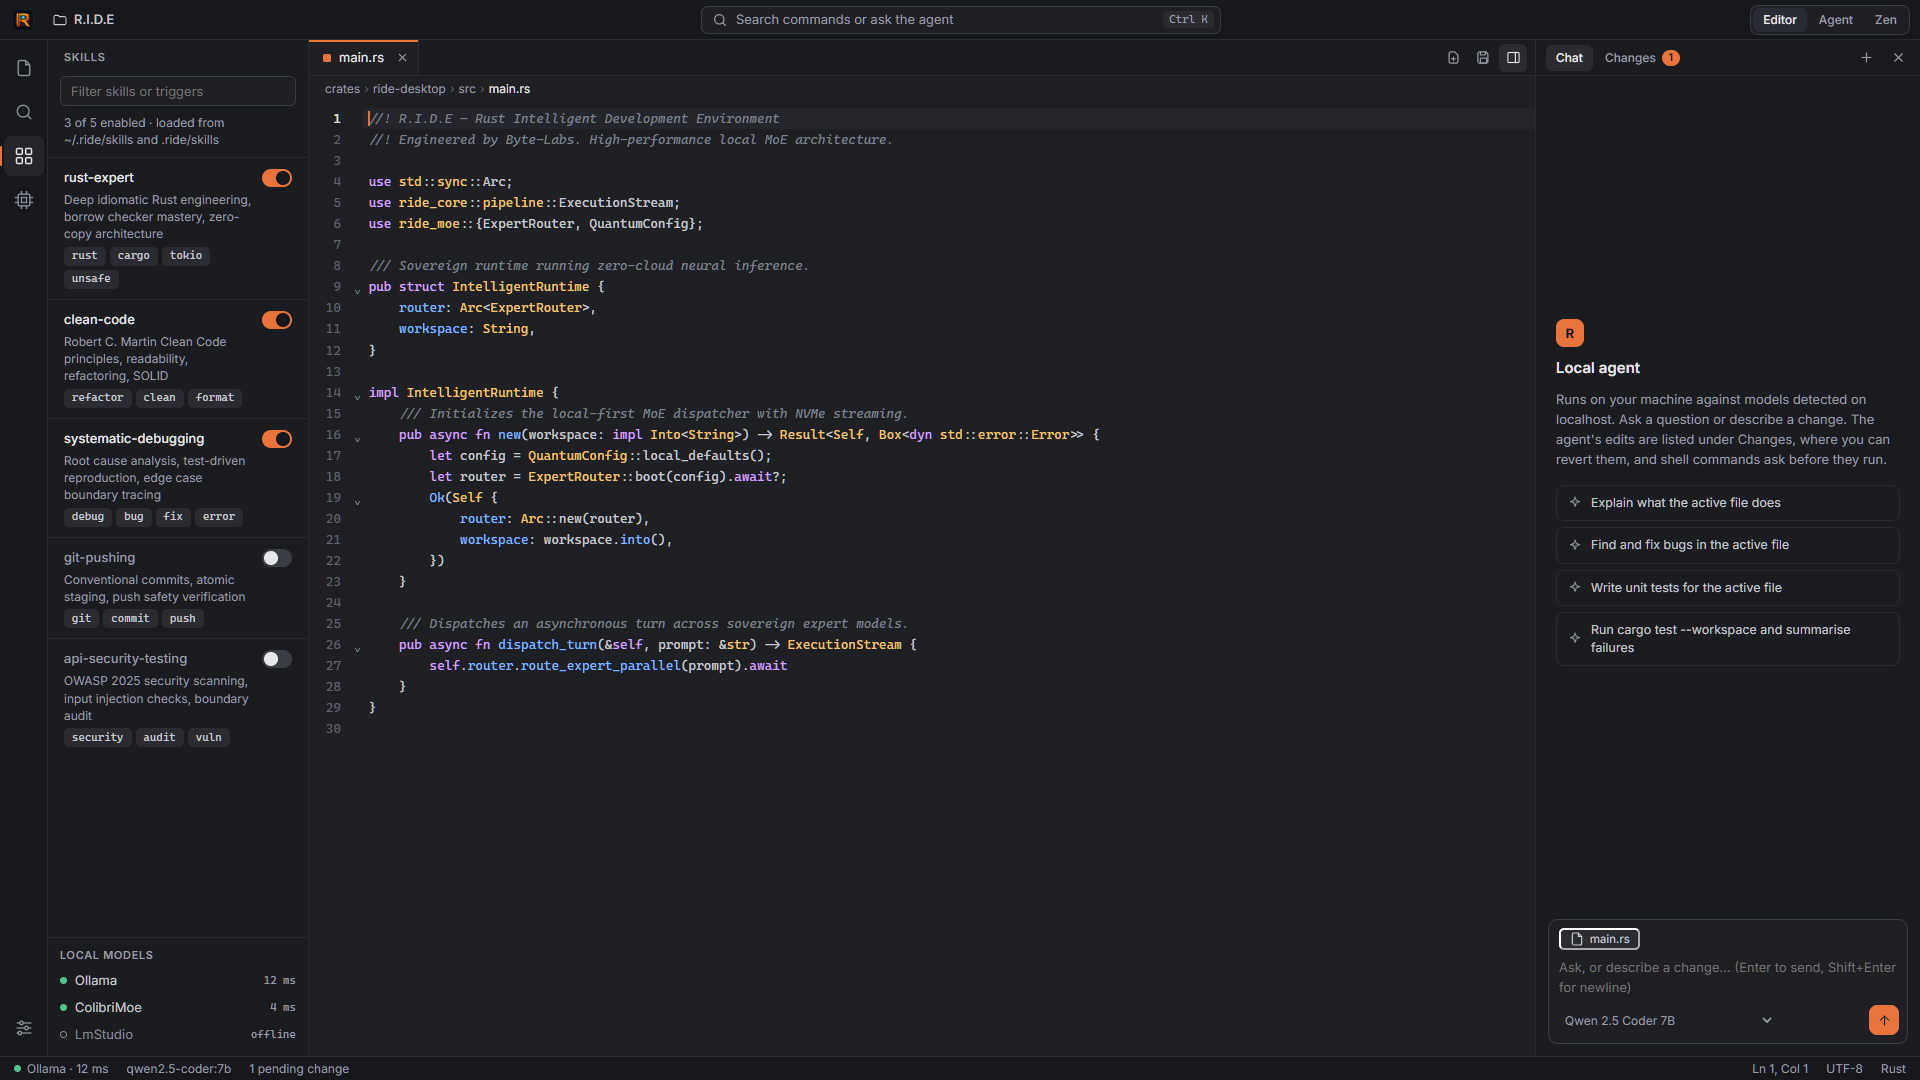 R
R.I.D.E
Search commands or ask the agent
Ctrl K
Editor
Agent
Zen
SKILLS
Filter skills or triggers
3 of 5 enabled · loaded from
~/.ride/skills and .ride/skills
rust-expert
Deep idiomatic Rust engineering,
borrow checker mastery, zero-
copy architecture
rust cargo tokio
unsafe
clean-code
Robert C. Martin Clean Code
principles, readability,
refactoring, SOLID
refactor clean format
systematic-debugging
Root cause analysis, test-driven
reproduction, edge case
boundary tracing
debug bug fix error
git-pushing
Conventional commits, atomic
staging, push safety verification
git commit push
api-security-testing
OWASP 2025 security scanning,
input injection checks, boundary
audit
security audit vuln
LOCAL MODELS
Ollama 12 ms
ColibriMoe 4 ms
LmStudio offline
main.rs
crates › ride-desktop › src › main.rs
1 //! R.I.D.E — Rust Intelligent Development Environment
2 //! Engineered by Byte-Labs. High-performance local MoE architecture.
3
4 use std::sync::Arc;
5 use ride_core::pipeline::ExecutionStream;
6 use ride_moe::{ExpertRouter, QuantumConfig};
7
8 /// Sovereign runtime running zero-cloud neural inference.
9 pub struct IntelligentRuntime {
10     router: Arc<ExpertRouter>,
11     workspace: String,
12 }
13
14 impl IntelligentRuntime {
15     /// Initializes the local-first MoE dispatcher with NVMe streaming.
16     pub async fn new(workspace: impl Into<String>) -> Result<Self, Box<dyn std::error::Error>> {
17         let config = QuantumConfig::local_defaults();
18         let router = ExpertRouter::boot(config).await?;
19         Ok(Self {
20             router: Arc::new(router),
21             workspace: workspace.into(),
22         })
23     }
24
25     /// Dispatches an asynchronous turn across sovereign expert models.
26     pub async fn dispatch_turn(&self, prompt: &str) -> ExecutionStream {
27         self.router.route_expert_parallel(prompt).await
28     }
29 }
30
Chat
Changes 1
R
Local agent
Runs on your machine against models detected on
localhost. Ask a question or describe a change. The
agent's edits are listed under Changes, where you can
revert them, and shell commands ask before they run.
Explain what the active file does
Find and fix bugs in the active file
Write unit tests for the active file
Run cargo test --workspace and summarise
failures
main.rs
Ask, or describe a change... (Enter to send, Shift+Enter
for newline)
Qwen 2.5 Coder 7B
Ollama · 12 ms
qwen2.5-coder:7b
1 pending change
Ln 1, Col 1
UTF-8
Rust